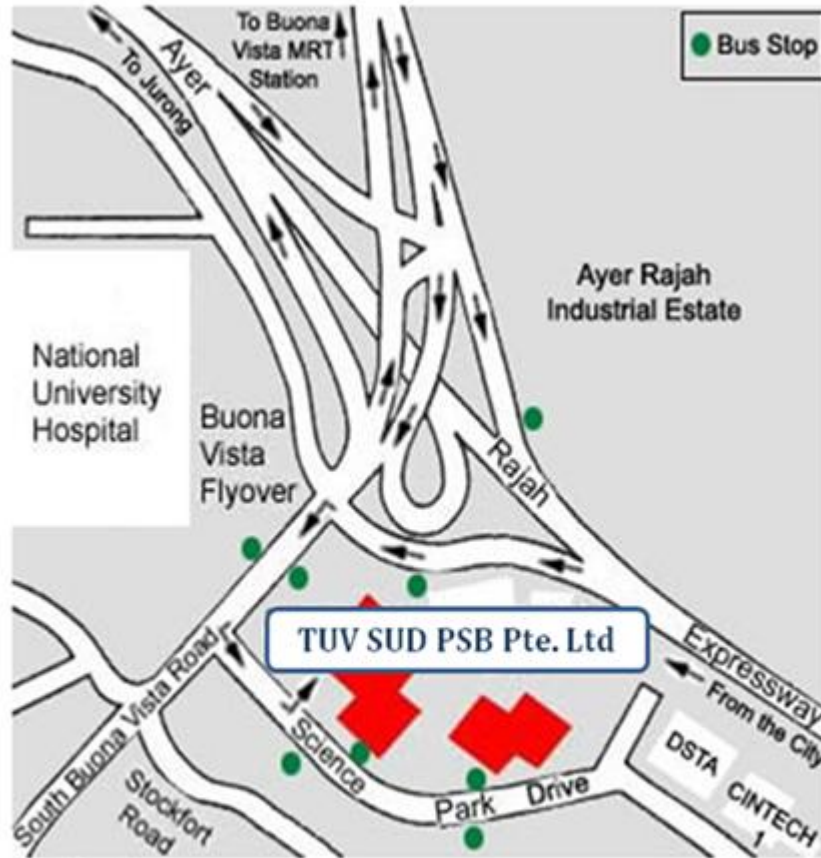 To Buona
Vista MRT
Station
Bus Stop
Ayer
To Jurong
Ayer Rajah
Industrial Estate
National
University
Hospital
Buona
Vista
Flyover
Rajah
TUV SUD PSB Pte. Ltd
Expressway
From the City
South Buona Vista Road
Science
Park Drive
DSTA
CINTECH
1
Stockfort
Road